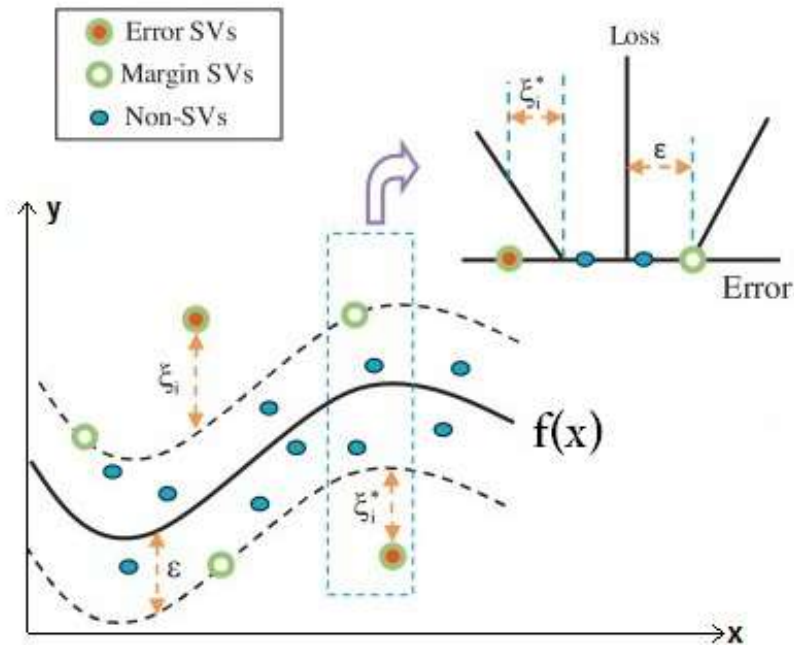 Error SVs
Margin SVs
Non-SVs
Loss
ξᵢ*
ε
Error
y
ξᵢ
f(x)
ξᵢ*
ε
x